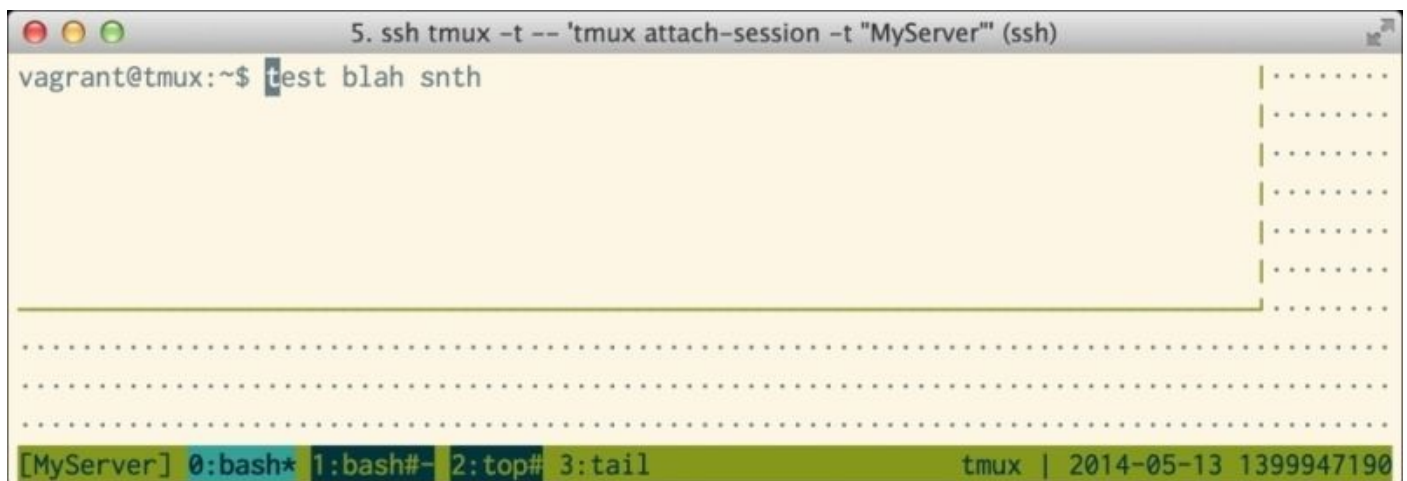 5. ssh tmux -t -- 'tmux attach-session -t "MyServer"' (ssh)
vagrant@tmux:~$ test blah snth
[MyServer] 0:bash* 1:bash#- 2:top# 3:tail tmux | 2014-05-13 1399947190